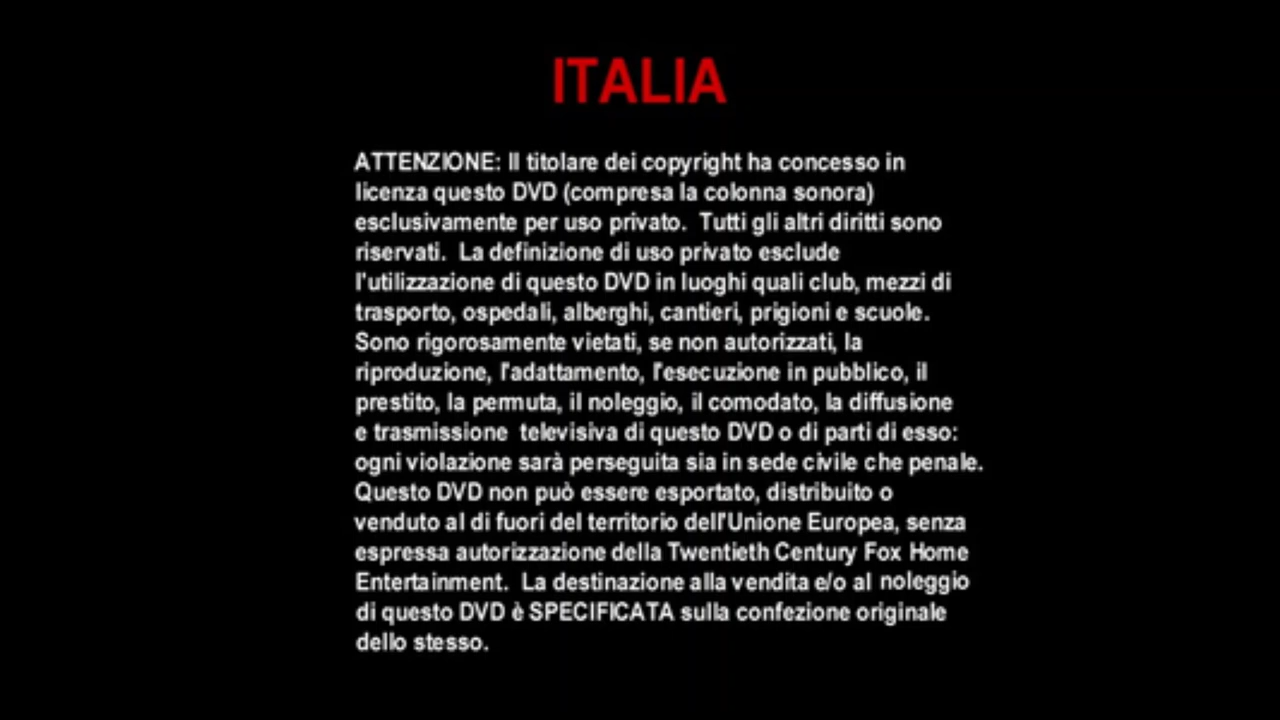 ITALIA
ATTENZIONE: Il titolare dei copyright ha concesso in
licenza questo DVD (compresa la colonna sonora)
esclusivamente per uso privato.  Tutti gli altri diritti sono
riservati.  La definizione di uso privato esclude
l'utilizzazione di questo DVD in luoghi quali club, mezzi di
trasporto, ospedali, alberghi, cantieri, prigioni e scuole.
Sono rigorosamente vietati, se non autorizzati, la
riproduzione, l'adattamento, l'esecuzione in pubblico, il
prestito, la permuta, il noleggio, il comodato, la diffusione
e trasmissione  televisiva di questo DVD o di parti di esso:
ogni violazione sarà perseguita sia in sede civile che penale.
Questo DVD non può essere esportato, distribuito o
venduto al di fuori del territorio dell'Unione Europea, senza
espressa autorizzazione della Twentieth Century Fox Home
Entertainment.  La destinazione alla vendita e/o al noleggio
di questo DVD è SPECIFICATA sulla confezione originale
dello stesso.